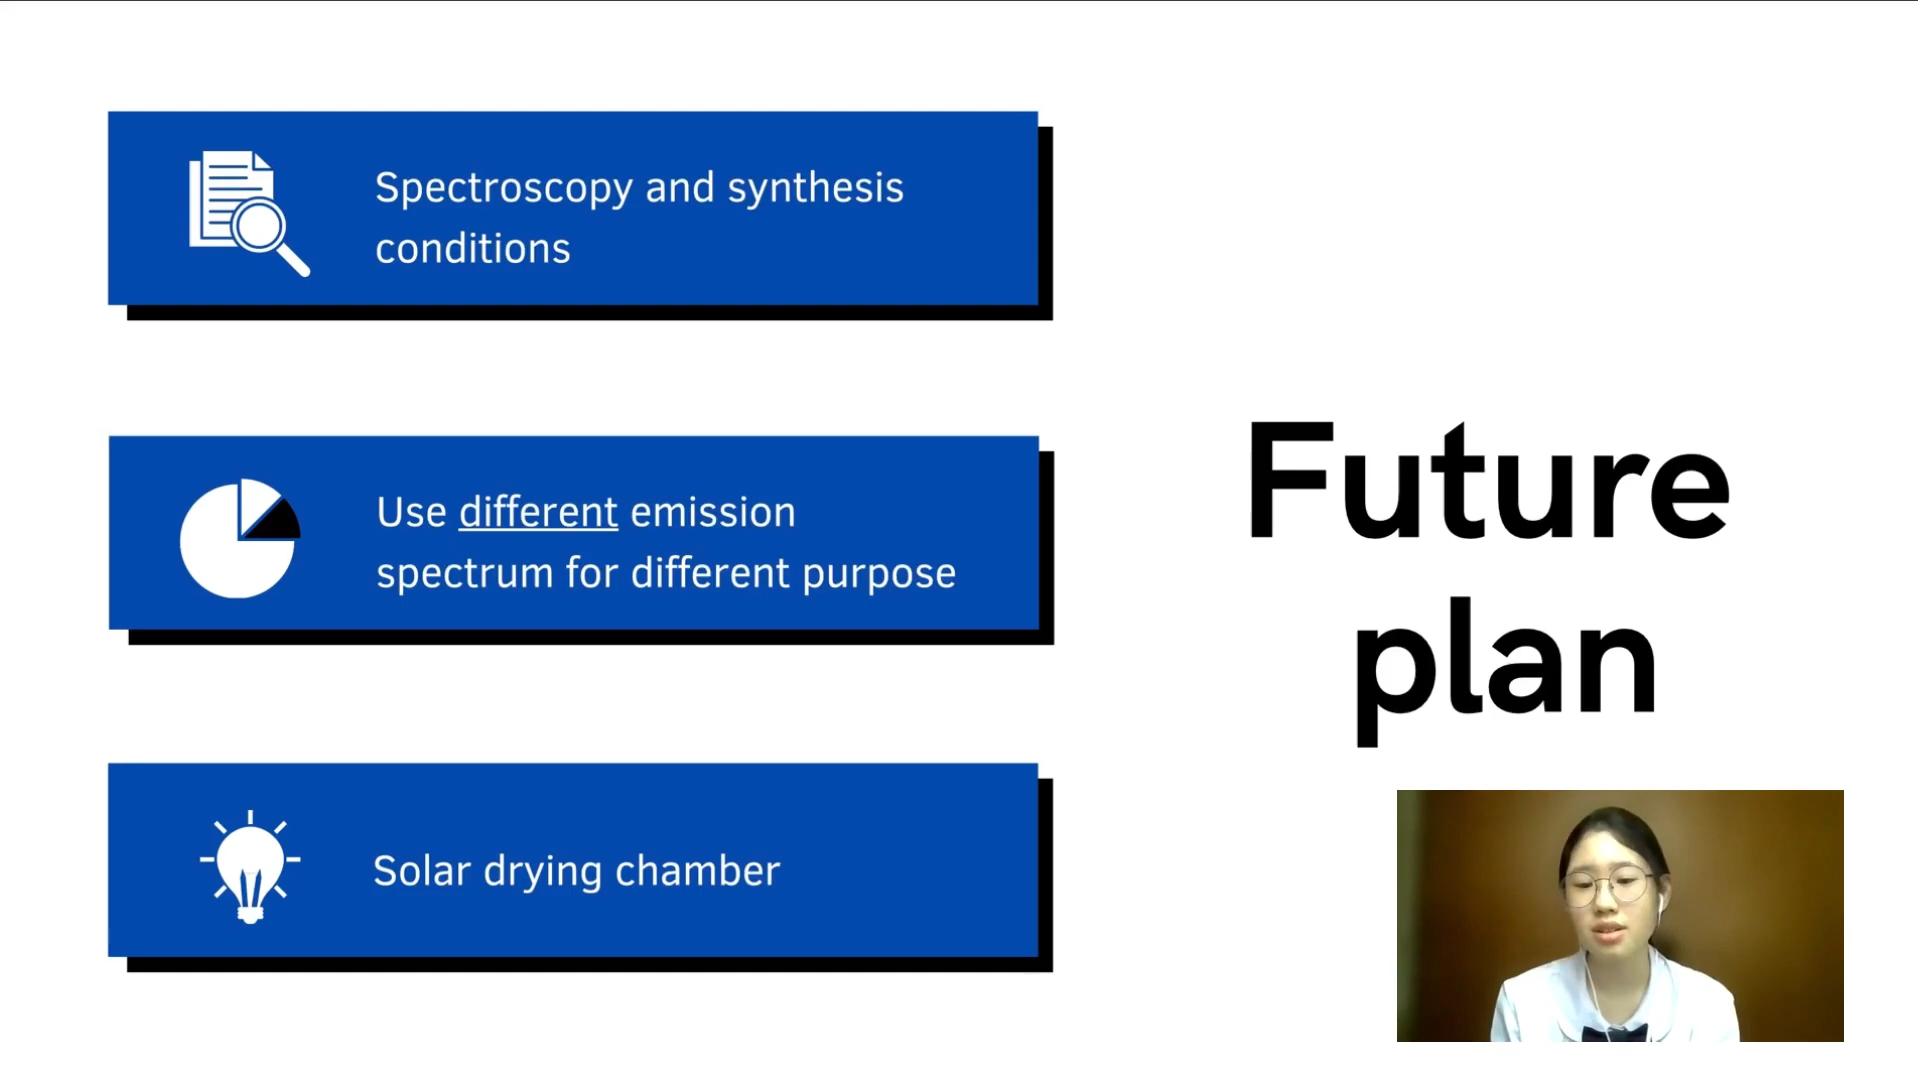 Spectroscopy and synthesis
conditions
Use different emission
spectrum for different purpose
Solar drying chamber
Future
plan